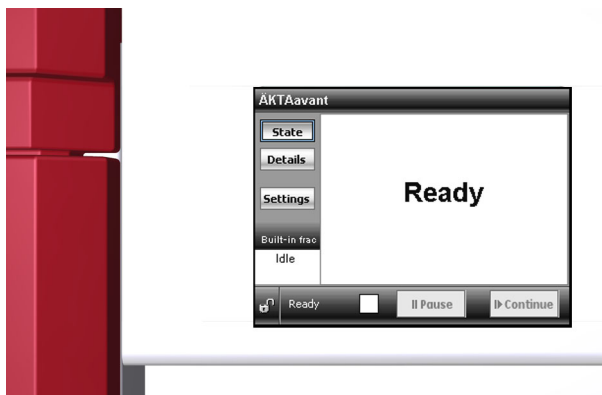 ÄKTAavant
State
Details
Settings
Built-in frac
Idle
Ready
Ready
Pause
Continue